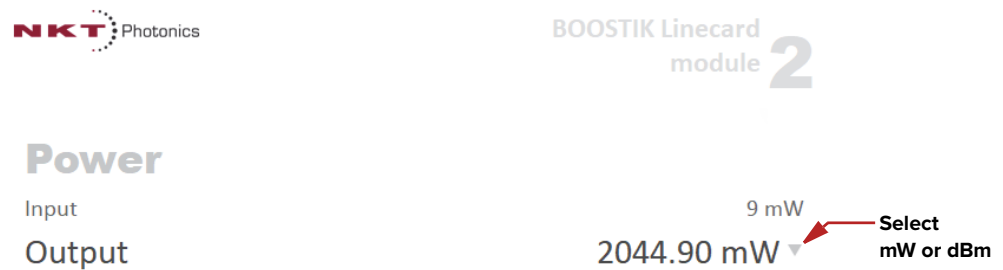 NKT Photonics
BOOSTIK Linecard
module 2
Power
Input 9 mW
Output 2044.90 mW
Select
mW or dBm